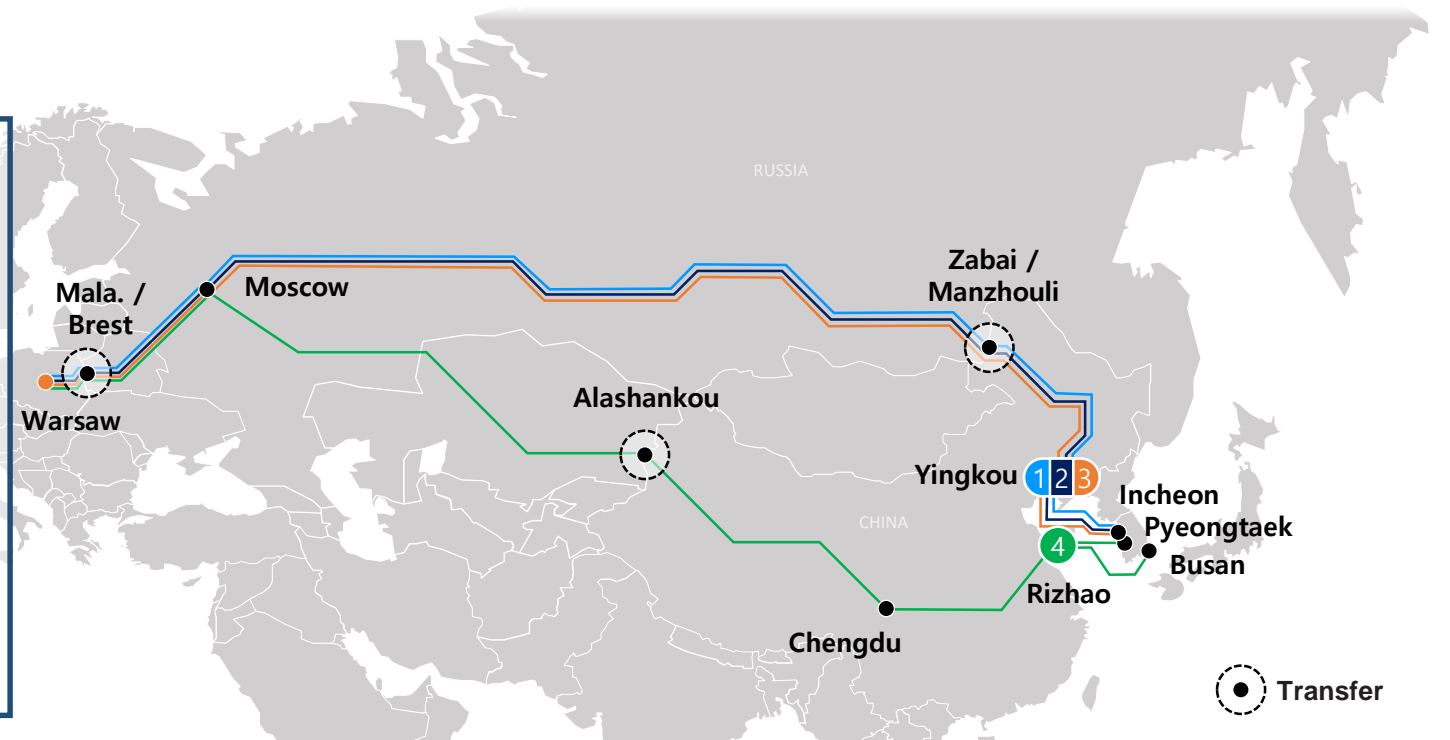 RUSSIA
Zabai /
Manzhouli
Mala. /
Brest
Moscow
Warsaw
Alashankou
Yingkou
1 2 3
Incheon
Pyeongtaek
CHINA
4
Busan
Rizhao
Chengdu
Transfer